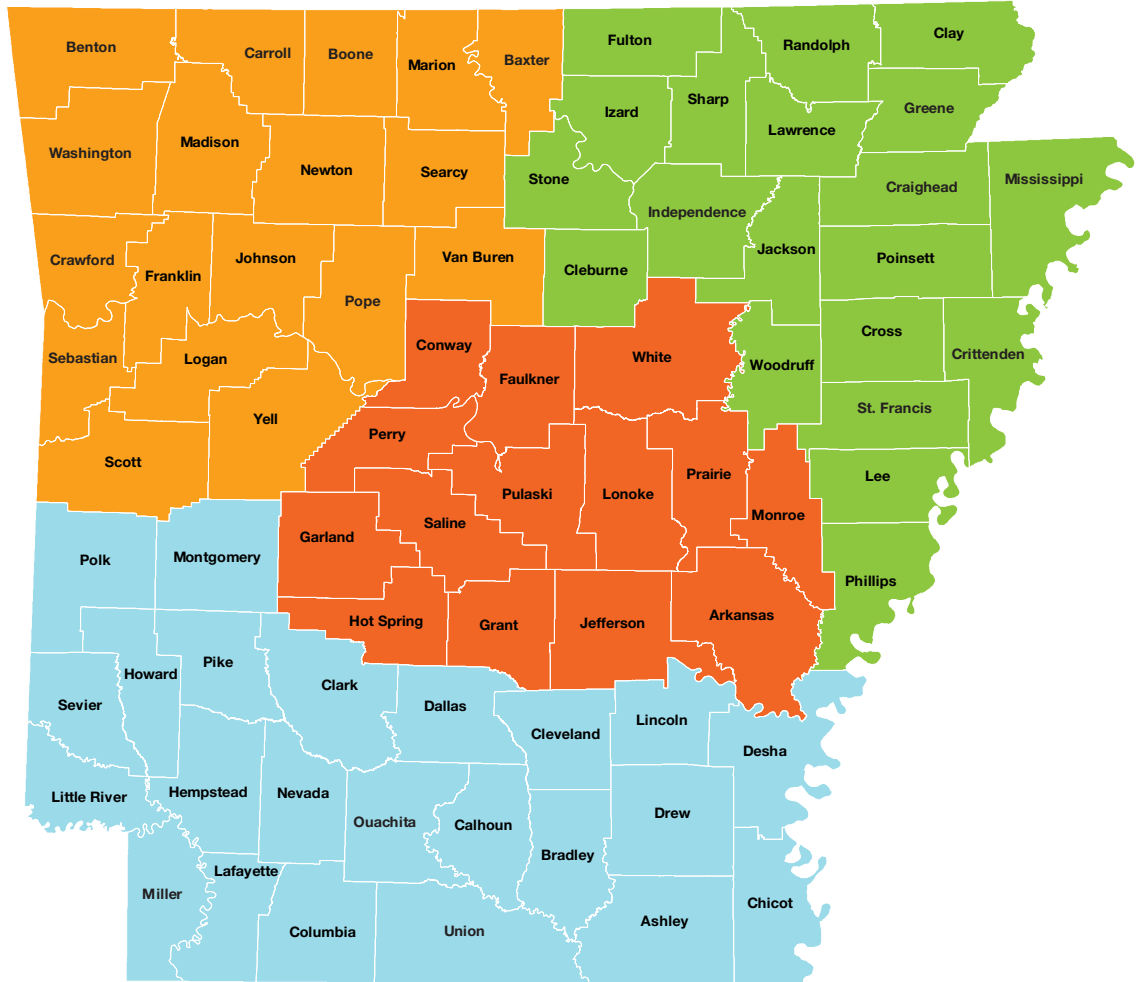 Benton
Carroll
Boone
Marion
Baxter
Fulton
Randolph
Clay
Sharp
Izard
Greene
Lawrence
Washington
Madison
Newton
Searcy
Stone
Craighead
Mississippi
Independence
Crawford
Franklin
Johnson
Van Buren
Cleburne
Jackson
Poinsett
Pope
Sebastian
Logan
Conway
Faulkner
White
Woodruff
Cross
Crittenden
St. Francis
Yell
Perry
Scott
Pulaski
Lonoke
Prairie
Lee
Monroe
Saline
Garland
Polk
Montgomery
Phillips
Hot Spring
Grant
Jefferson
Arkansas
Howard
Pike
Clark
Sevier
Dallas
Cleveland
Lincoln
Desha
Little River
Hempstead
Nevada
Ouachita
Calhoun
Drew
Bradley
Lafayette
Miller
Chicot
Columbia
Union
Ashley